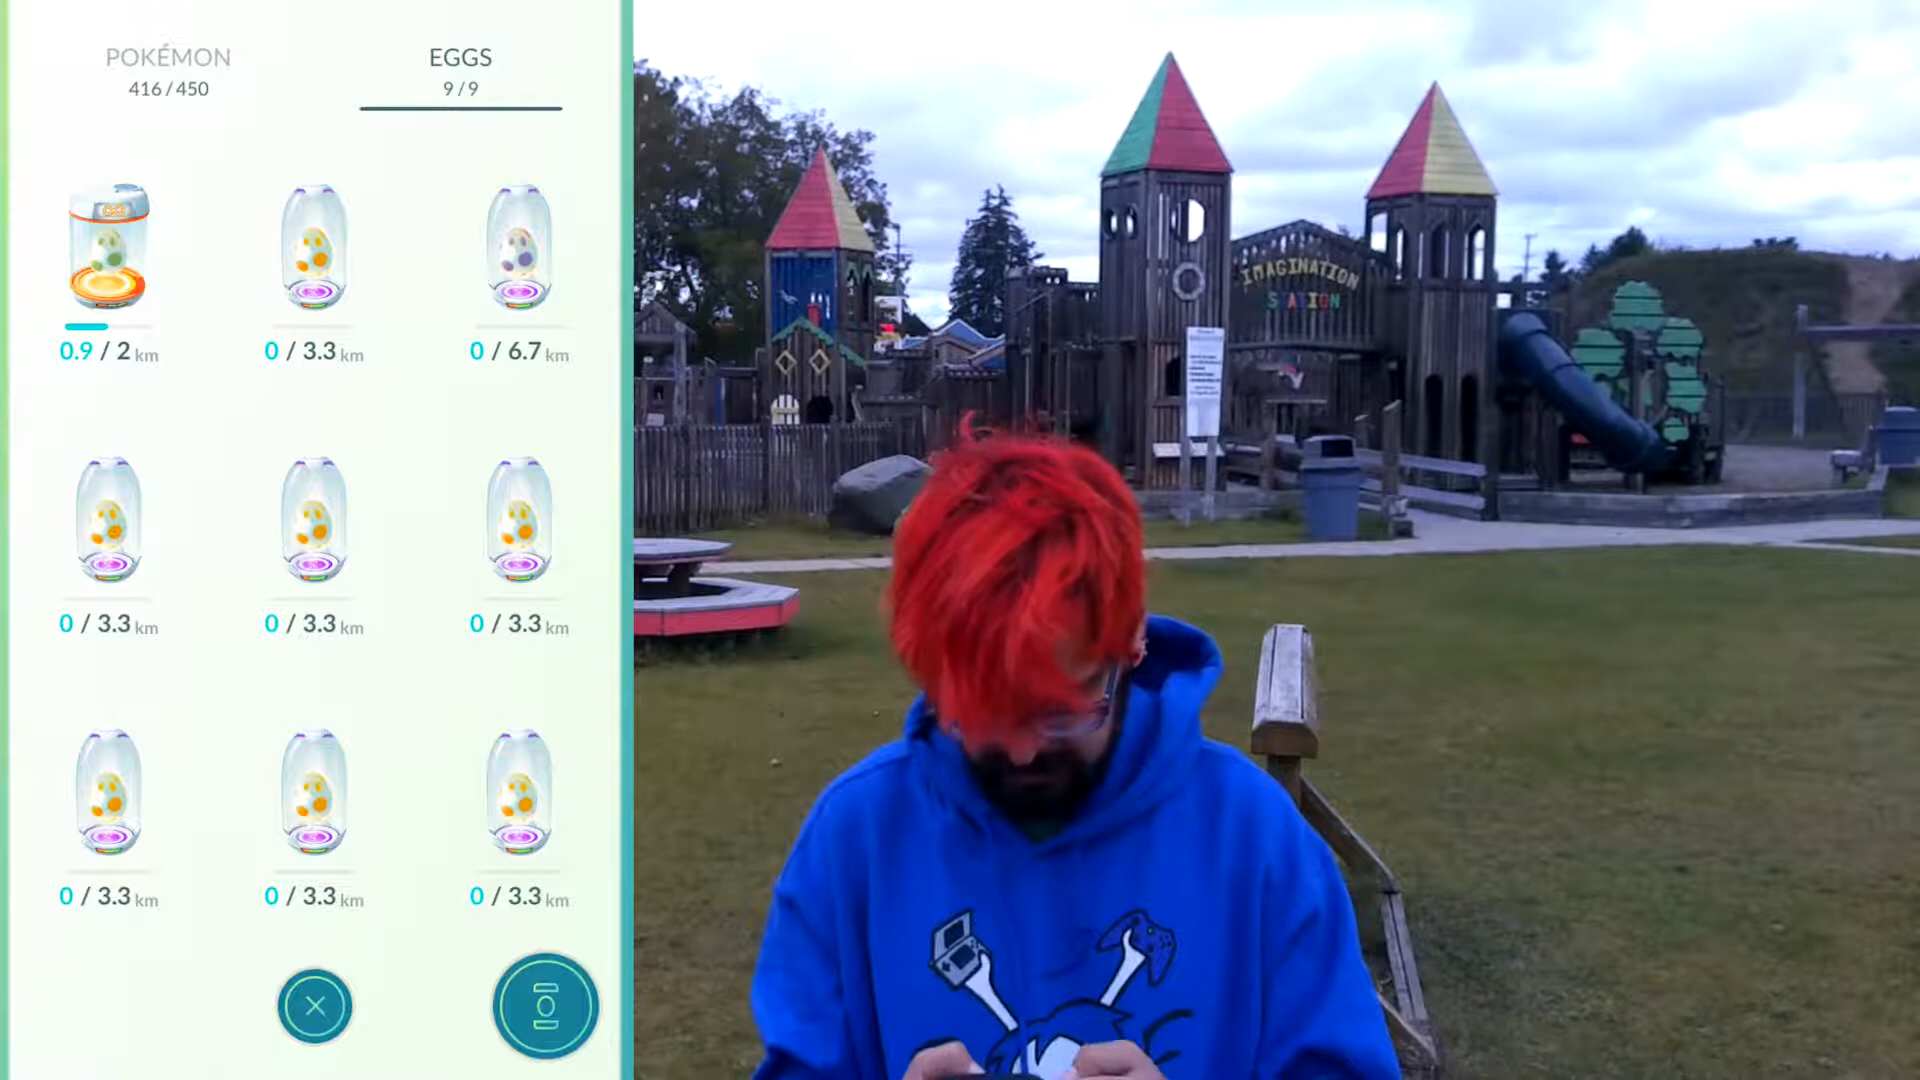 POKÉMON
416 / 450
EGGS
9 / 9
0.9 / 2 km
0 / 3.3 km
0 / 6.7 km
0 / 3.3 km
0 / 3.3 km
0 / 3.3 km
0 / 3.3 km
0 / 3.3 km
0 / 3.3 km
IMAGINATION
STATION